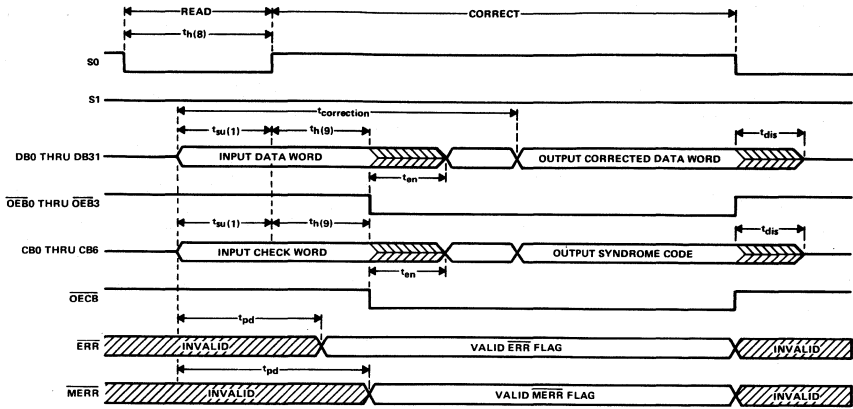 READ CORRECT
th(8)
S0
S1
tcorrection
tsu(1) th(9) tdis
DB0 THRU DB31 INPUT DATA WORD OUTPUT CORRECTED DATA WORD
ten
OEB0 THRU OEB3
tsu(1) th(9) tdis
CB0 THRU CB6 INPUT CHECK WORD OUTPUT SYNDROME CODE
ten
OECB
tpd
ERR INVALID VALID ERR FLAG INVALID
tpd
MERR INVALID VALID MERR FLAG INVALID